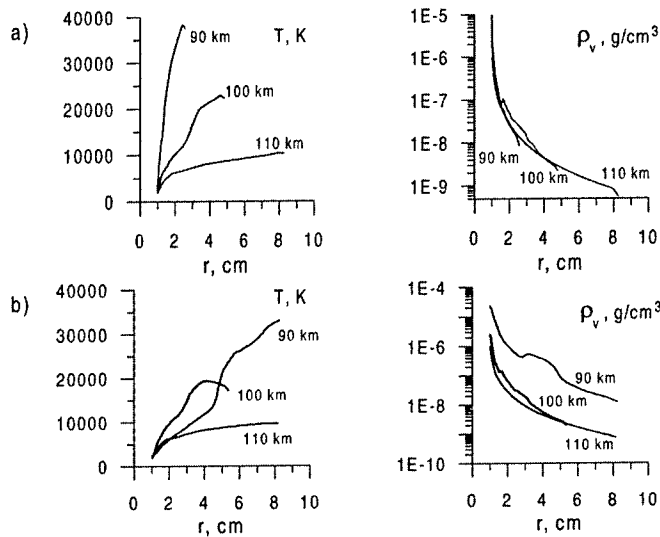 a)
40000
30000
20000
10000
0
T, K
90 km
100 km
110 km
0 2 4 6 8 10
r, cm
1E-5
1E-6
1E-7
1E-8
1E-9
ρv, g/cm³
90 km
100 km
110 km
0 2 4 6 8 10
r, cm
b)
40000
30000
20000
10000
0
T, K
90 km
100 km
110 km
0 2 4 6 8 10
r, cm
1E-4
1E-6
1E-8
1E-10
ρv, g/cm³
90 km
100 km
110 km
0 2 4 6 8 10
r, cm